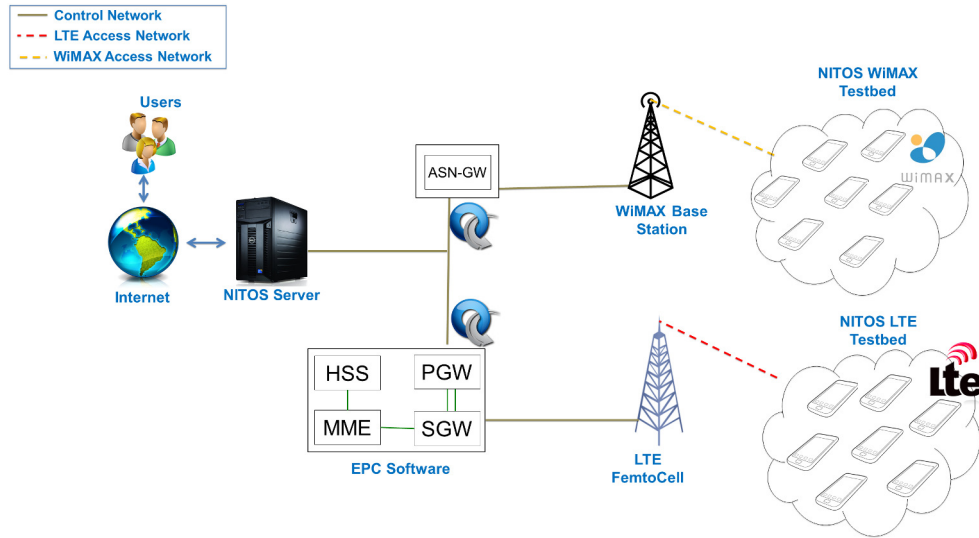 Control Network
LTE Access Network
WiMAX Access Network
Users
Internet
NITOS Server
ASN-GW
WiMAX Base
Station
NITOS WiMAX
Testbed
WiMAX
HSS
PGW
MME
SGW
EPC Software
LTE
FemtoCell
NITOS LTE
Testbed
Lte